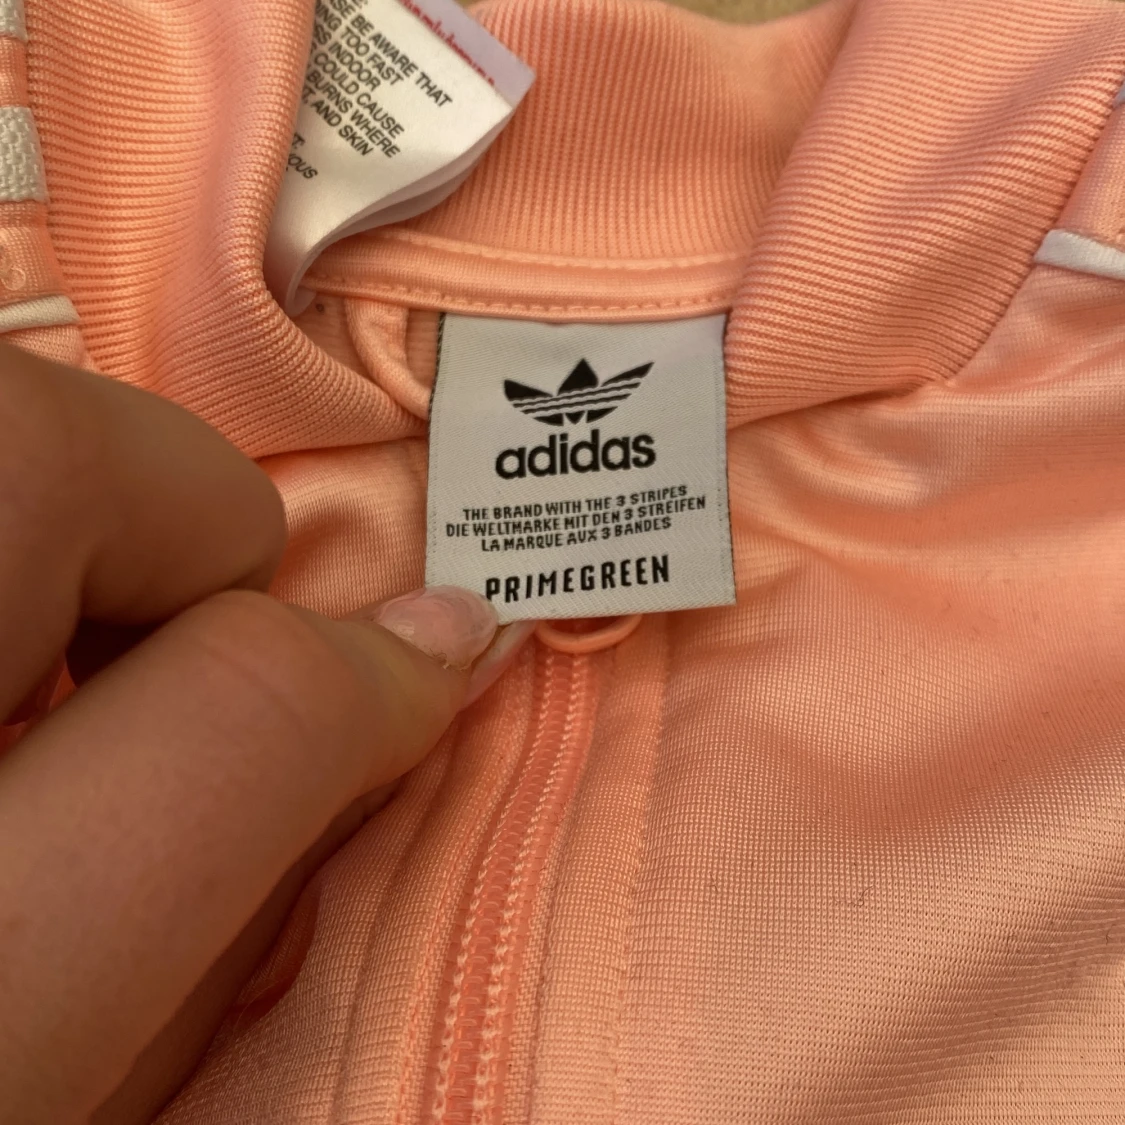 BE AWARE THAT
TOO FAST
INDOOR
COULD CAUSE
BURNS WHERE
AND SKIN
adidas
THE BRAND WITH THE 3 STRIPES
DIE WELTMARKE MIT DEN 3 STREIFEN
LA MARQUE AUX 3 BANDES
PRIMEGREEN